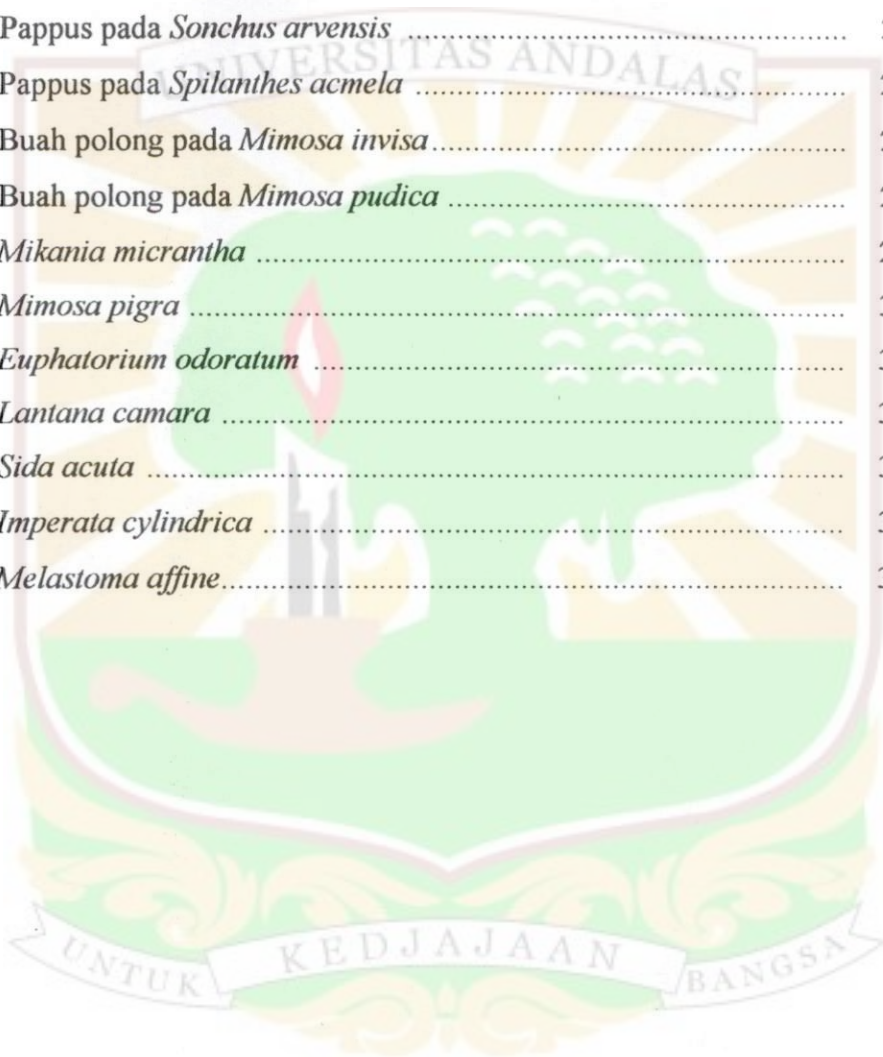 Pappus pada Sonchus arvensis ................................................
UNIVERSITAS ANDALAS
Pappus pada Spilanthes acmela ...............................................
Buah polong pada Mimosa invisa.............................................
Buah polong pada Mimosa pudica ...........................................
Mikania micrantha ................................................................
Mimosa pigra .......................................................................
Euphatorium odoratum .........................................................
Lantana camara ....................................................................
Sida acuta ............................................................................
Imperata cylindrica ...............................................................
Melastoma affine....................................................................
UNTUK KEDJAJAAN BANGSA